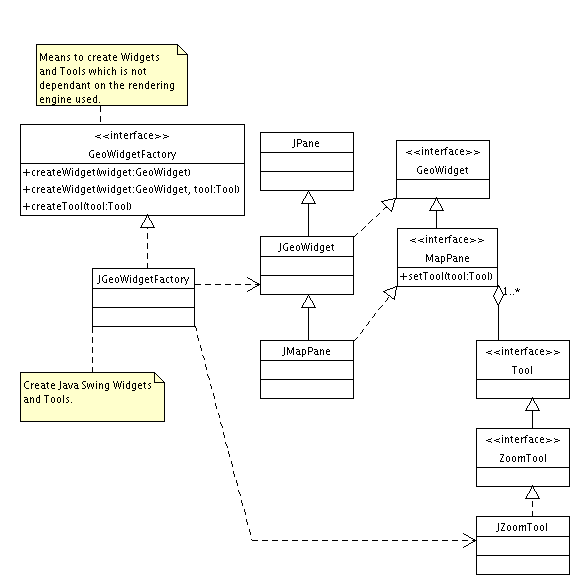 Means to create Widgets
and Tools which is not
dependant on the rendering
engine used.
<<interface>>
GeoWidgetFactory
+createWidget(widget:GeoWidget)
+createWidget(widget:GeoWidget, tool:Tool)
+createTool(tool:Tool)
JPane
<<interface>>
GeoWidget
JGeoWidget
<<interface>>
MapPane
+setTool(tool:Tool)
1..*
JGeoWidgetFactory
JMapPane
<<interface>>
Tool
Create Java Swing Widgets
and Tools.
<<interface>>
ZoomTool
JZoomTool